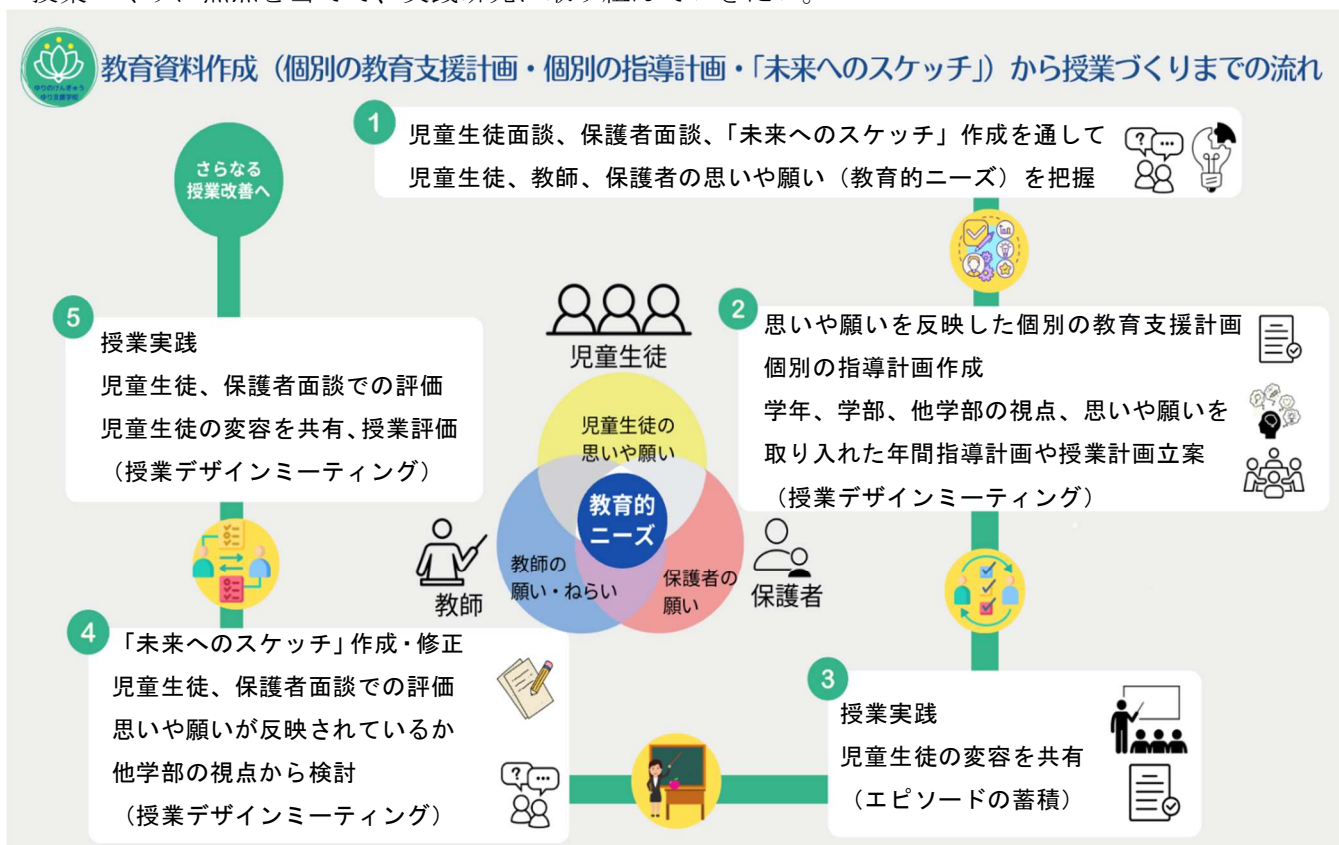 教育資料作成（個別の教育支援計画・個別の指導計画・「未来へのスケッチ」）から授業づくりまでの流れ
ゆりのけんきゅう
ゆり支援学校
1
児童生徒面談、保護者面談、「未来へのスケッチ」作成を通して
児童生徒、教師、保護者の思いや願い（教育的ニーズ）を把握
さらなる
授業改善へ
2
思いや願いを反映した個別の教育支援計画
個別の指導計画作成
学年、学部、他学部の視点、思いや願いを
取り入れた年間指導計画や授業計画立案
（授業デザインミーティング）
5
授業実践
児童生徒、保護者面談での評価
児童生徒の変容を共有、授業評価
（授業デザインミーティング）
児童生徒
児童生徒の
思いや願い
教育的
ニーズ
教師の
願い・ねらい
保護者の
願い
教師
保護者
3
授業実践
児童生徒の変容を共有
（エピソードの蓄積）
4
「未来へのスケッチ」作成・修正
児童生徒、保護者面談での評価
思いや願いが反映されているか
他学部の視点から検討
（授業デザインミーティング）